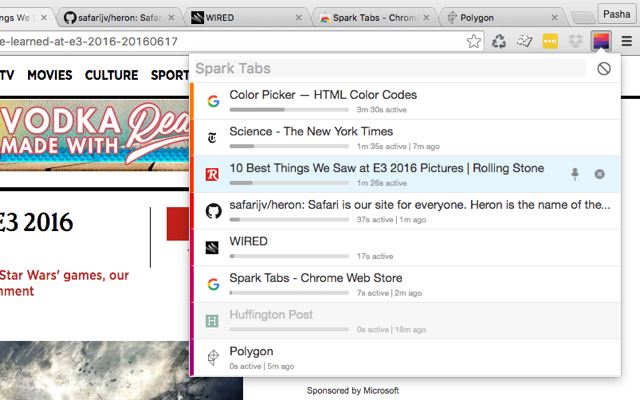 ngs We S
safarijv/heron: Safar
WIRED
Spark Tabs - Chrome
Polygon
Pasha
e-learned-at-e3-2016-20160617
TV MOVIES CULTURE SPORT
VODKA Rea
MADE WITH
E3 2016
Star Wars' games, our
nment
Spark Tabs
Color Picker — HTML Color Codes
3m 30s active
Science - The New York Times
1m 35s active | 7m ago
10 Best Things We Saw at E3 2016 Pictures | Rolling Stone
1m 26s active
safarijv/heron: Safari is our site for everyone. Heron is the name of the...
37s active | 1m ago
WIRED
17s active
Spark Tabs - Chrome Web Store
7s active | 2m ago
Huffington Post
0s active | 18m ago
Polygon
0s active | 5m ago
Sponsored by Microsoft